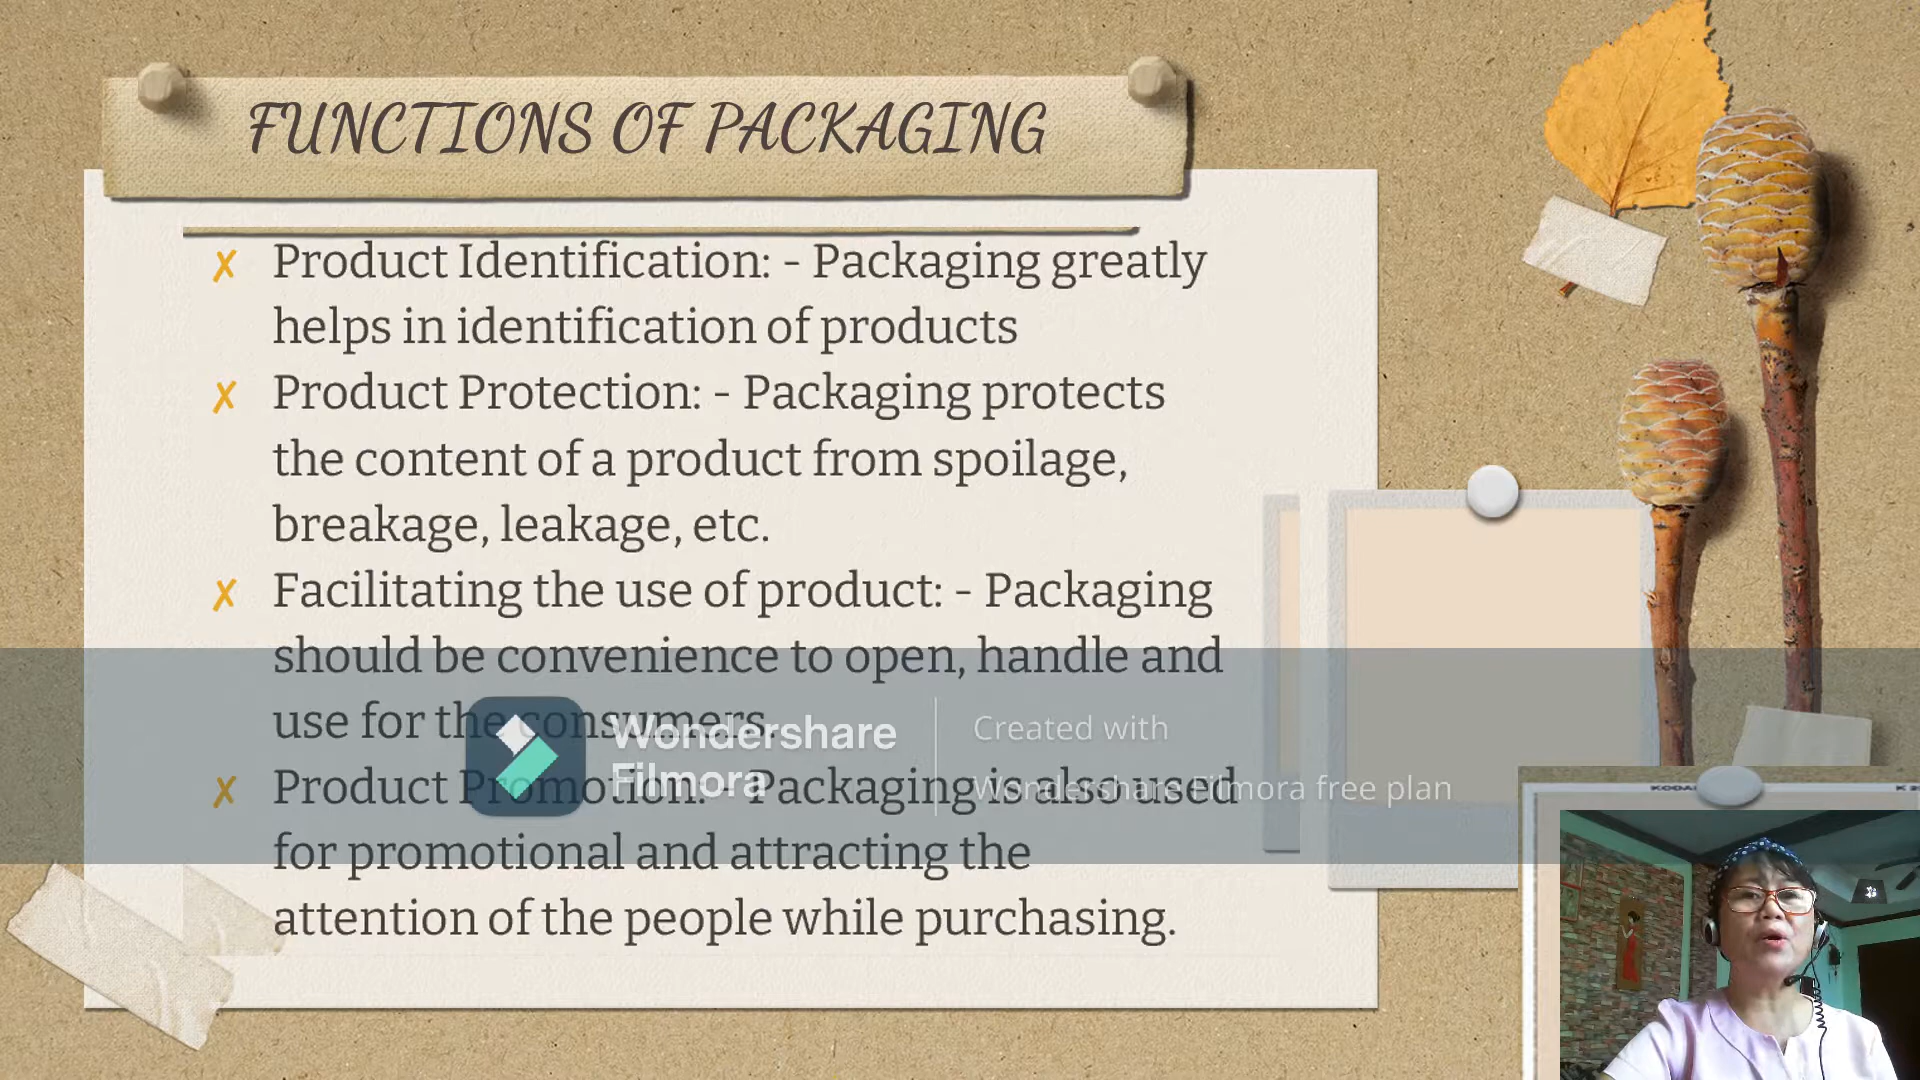 FUNCTIONS OF PACKAGING
✗ Product Identification: - Packaging greatly
helps in identification of products
✗ Product Protection: - Packaging protects
the content of a product from spoilage,
breakage, leakage, etc.
✗ Facilitating the use of product: - Packaging
should be convenience to open, handle and
use for the consumers.
✗ Product Promotion: - Packaging is also used
for promotional and attracting the
attention of the people while purchasing.
Wondershare
Filmora
Created with
Wondershare Filmora free plan